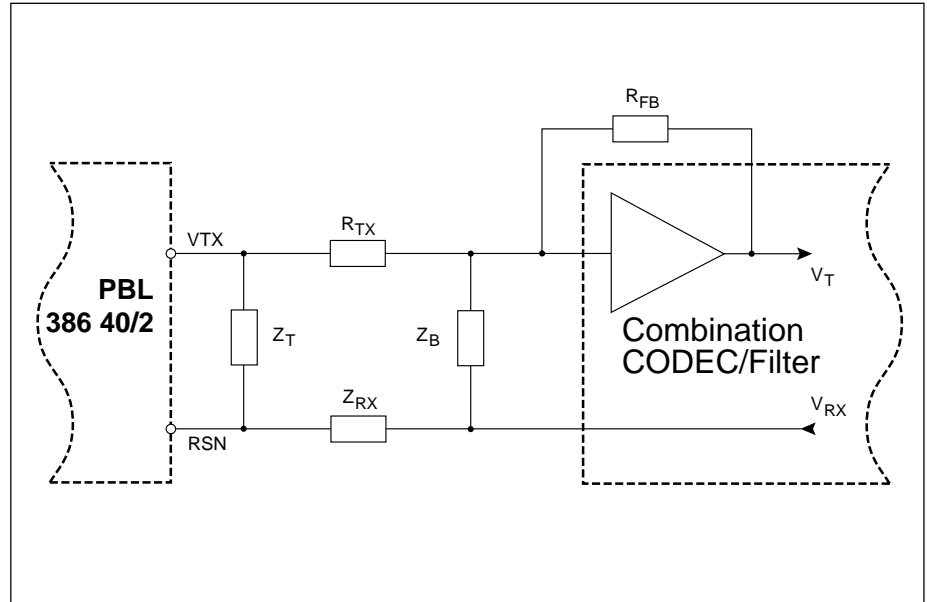 R_FB
R_TX
VTX
PBL
386 40/2
Z_T
Z_B
V_T
Combination
CODEC/Filter
Z_RX
V_RX
RSN